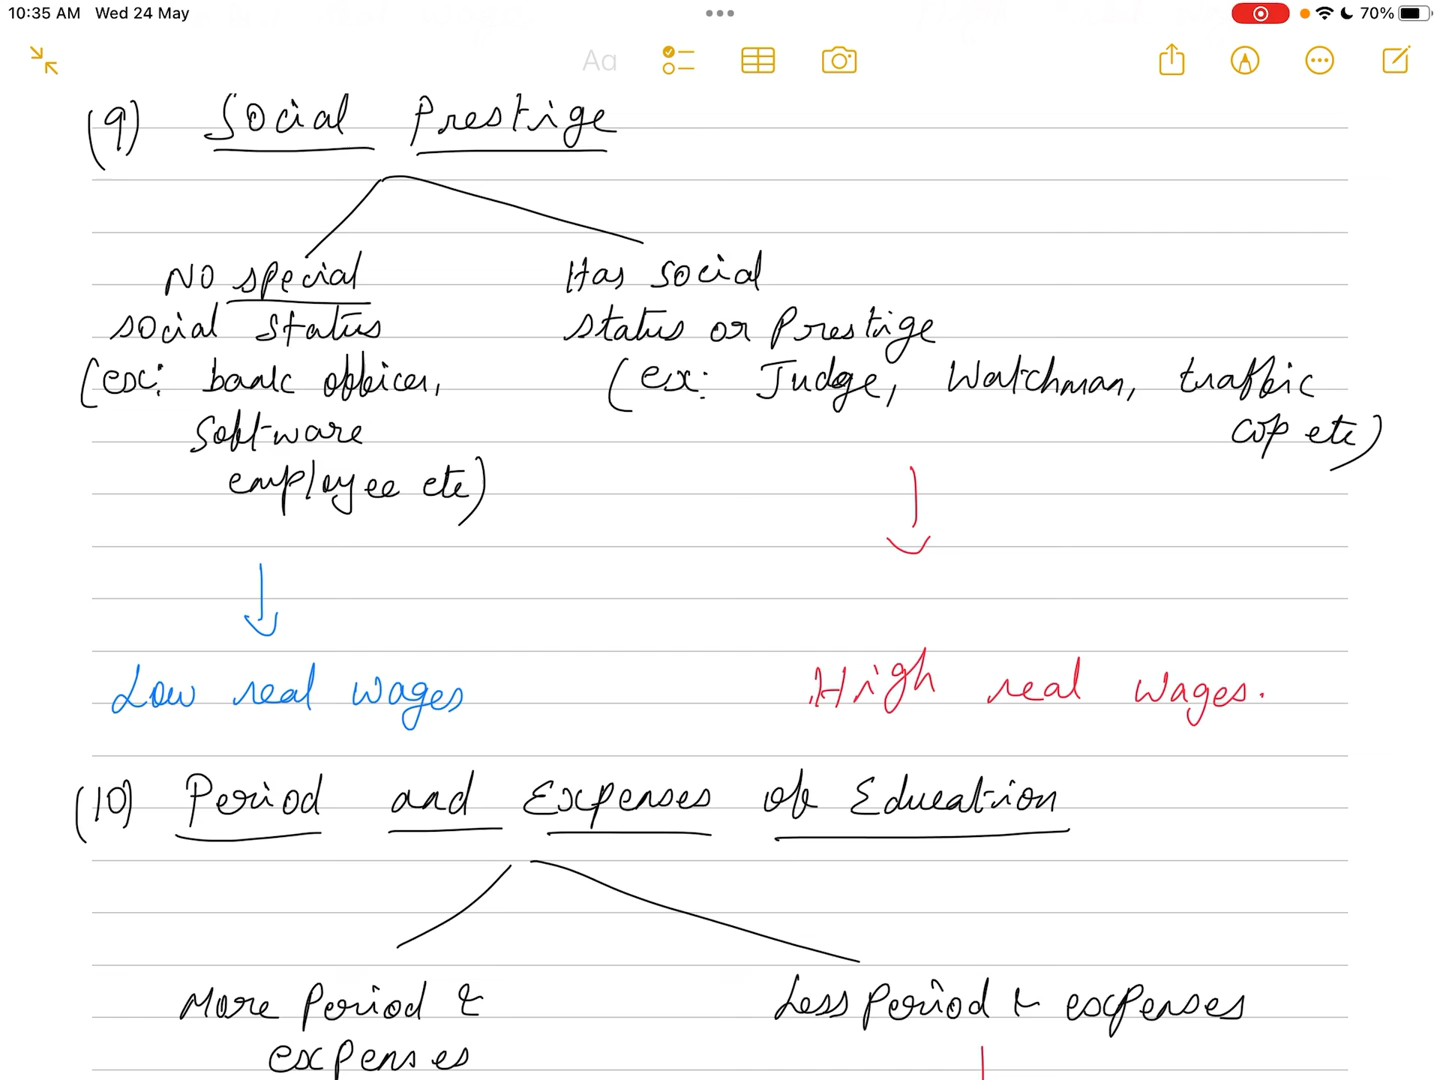 10:35 AM Wed 24 May
70%
Aa
(9) Social Prestige
No special
social status
(ex: bank officer,
software
employee etc)
Has social
status or Prestige
(ex: Judge, Watchman, traffic
cop etc)
Low real wages
High real wages.
(10) Period and Expenses of Education
More Period &
expenses
Less Period & expenses